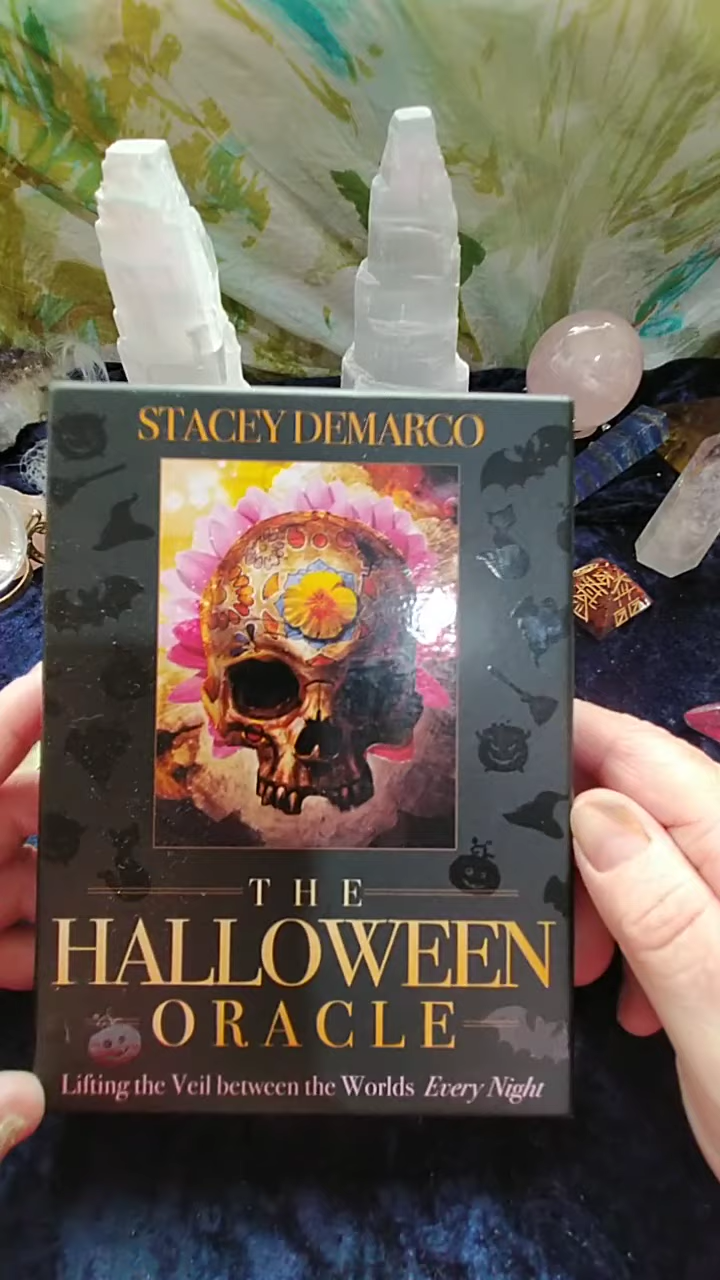 STACEY DEMARCO
THE
HALLOWEEN
ORACLE
Lifting the Veil between the Worlds Every Night